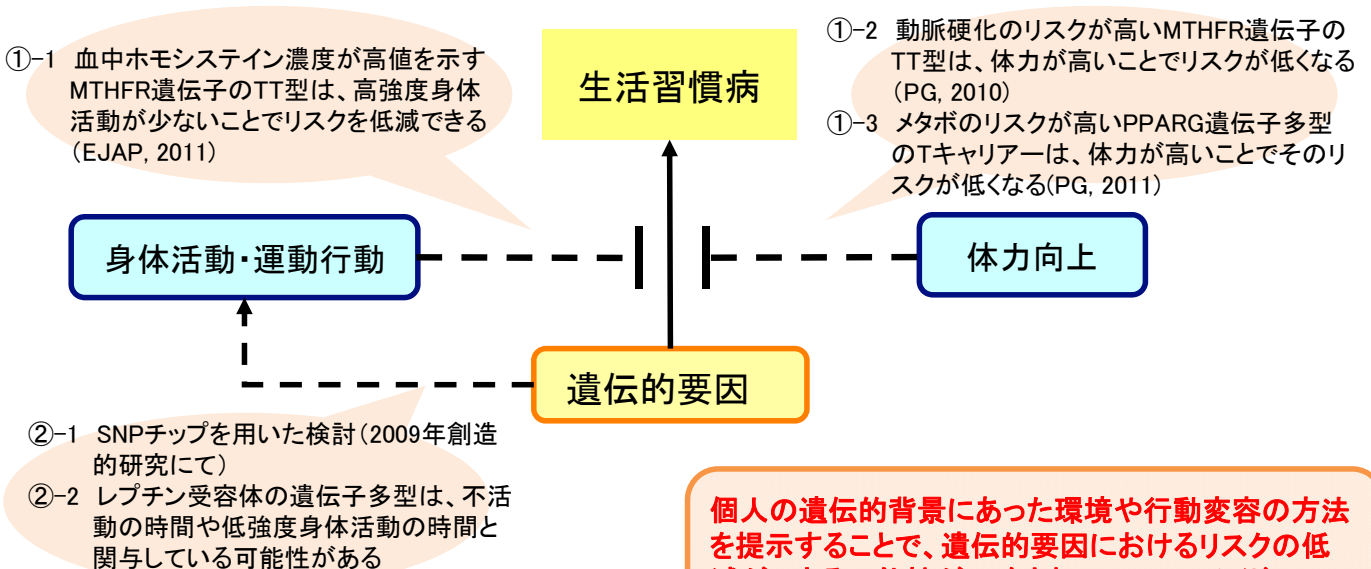 ①-1 血中ホモシステイン濃度が高値を示す
MTHFR遺伝子のTT型は、高強度身体
活動が少ないことでリスクを低減できる
(EJAP, 2011)
生活習慣病
①-2 動脈硬化のリスクが高いMTHFR遺伝子の
TT型は、体力が高いことでリスクが低くなる
(PG, 2010)
①-3 メタボのリスクが高いPPARG遺伝子多型
のTキャリアーは、体力が高いことでそのリ
スクが低くなる(PG, 2011)
身体活動・運動行動
体力向上
遺伝的要因
②-1 SNPチップを用いた検討(2009年創造
的研究にて)
②-2 レプチン受容体の遺伝子多型は、不活
動の時間や低強度身体活動の時間と
関与している可能性がある
個人の遺伝的背景にあった環境や行動変容の方法
を提示することで、遺伝的要因におけるリスクの低